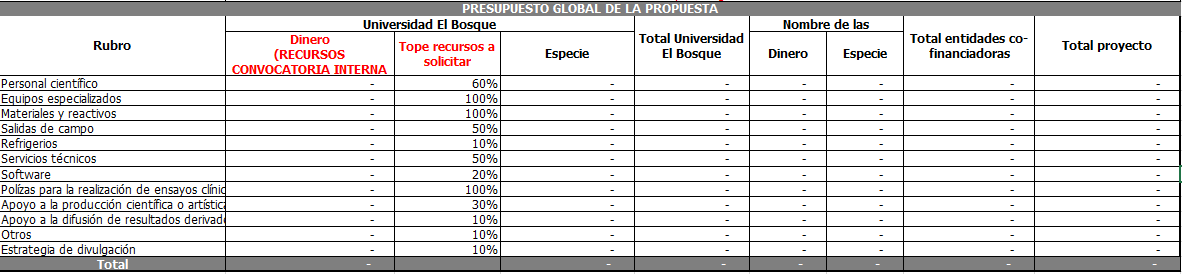 PRESUPUESTO GLOBAL DE LA PROPUESTA
Rubro Universidad El Bosque Total Universidad El Bosque Nombre de las Total entidades co-financiadoras Total proyecto
Dinero (RECURSOS CONVOCATORIA INTERNA Tope recursos a solicitar Especie Dinero Especie
Personal científico - 60% - - - - - -
Equipos especializados - 100% - - - - - -
Materiales y reactivos - 100% - - - - - -
Salidas de campo - 50% - - - - - -
Refrigerios - 10% - - - - - -
Servicios técnicos - 50% - - - - - -
Software - 20% - - - - - -
Polízas para la realización de ensayos clínic - 100% - - - - - -
Apoyo a la producción científica o artística - 30% - - - - - -
Apoyo a la difusión de resultados derivad - 10% - - - - - -
Otros - 10% - - - - - -
Estrategia de divulgación - 10% - - - - - -
Total - - - - - - -